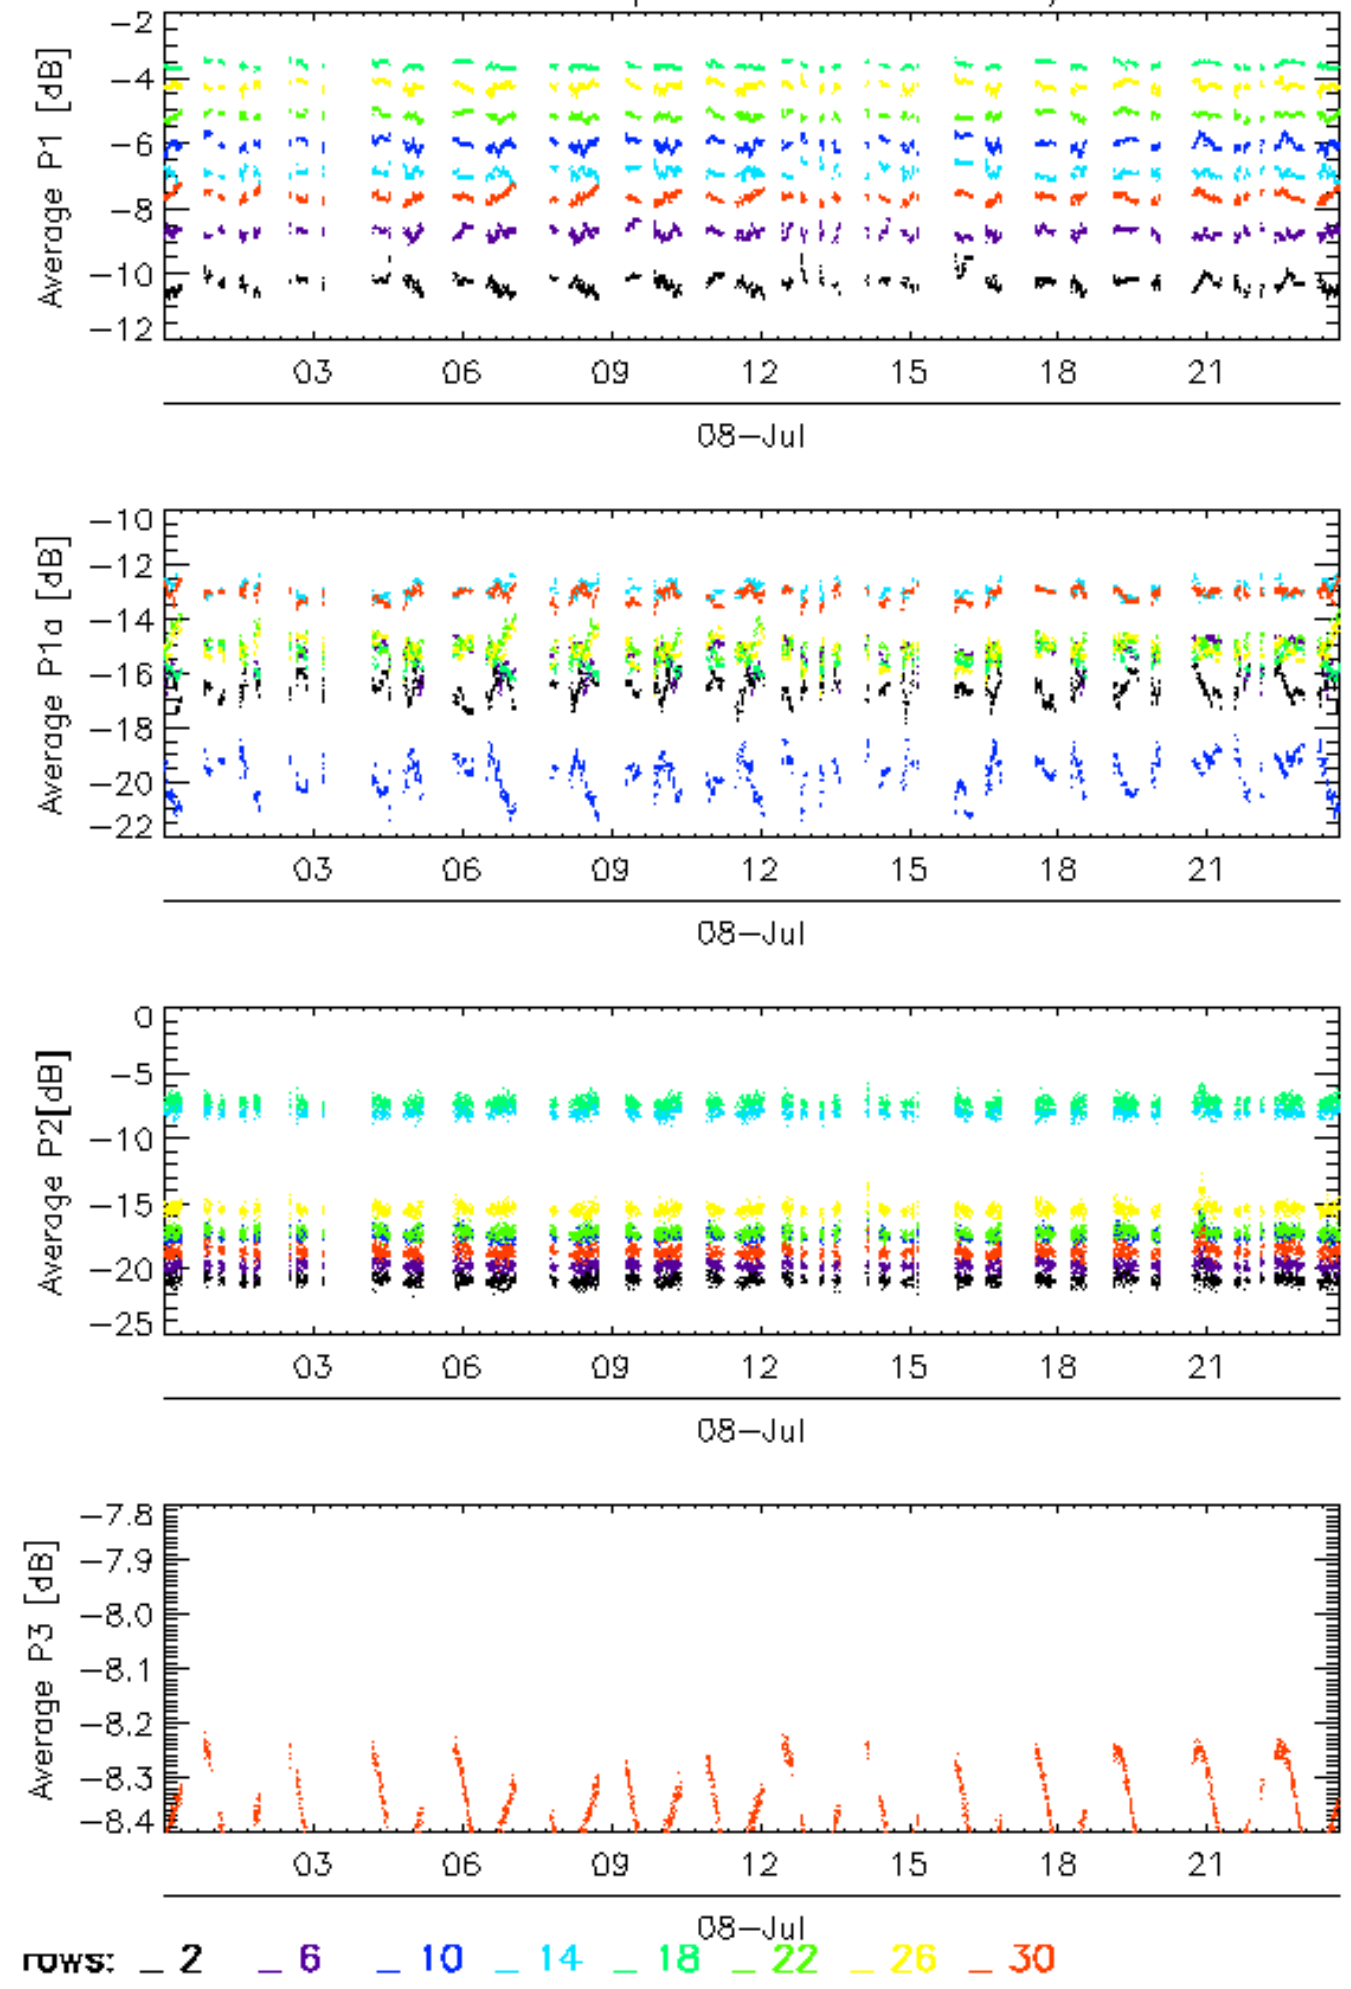 Average P1 [dB]
-2
-4
-6
-8
-10
-12
03 06 09 12 15 18 21
08-Jul
Average P1a [dB]
-10
-12
-14
-16
-18
-20
-22
03 06 09 12 15 18 21
08-Jul
Average P2[dB]
0
-5
-10
-15
-20
-25
03 06 09 12 15 18 21
08-Jul
Average P3 [dB]
-7.8
-7.9
-8.0
-8.1
-8.2
-8.3
-8.4
03 06 09 12 15 18 21
08-Jul
rows: _ 2 _ 6 _ 10 _ 14 _ 18 _ 22 _ 26 _ 30